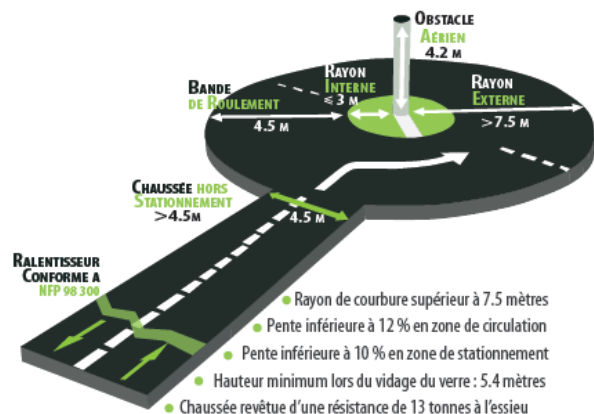 OBSTACLE
AÉRIEN
4.2 M
RAYON
INTERNE
⩽ 3 M
RAYON
EXTERNE
>7.5 M
BANDE
DE ROULEMENT
4.5 M
CHAUSSÉE HORS
STATIONNEMENT
>4.5M
4.5 M
RALENTISSEUR
CONFORME A
NFP 98 300
• Rayon de courbure supérieur à 7.5 mètres
• Pente inférieure à 12 % en zone de circulation
• Pente inférieure à 10 % en zone de stationnement
• Hauteur minimum lors du vidage du verre : 5.4 mètres
• Chaussée revêtue d'une résistance de 13 tonnes à l'essieu